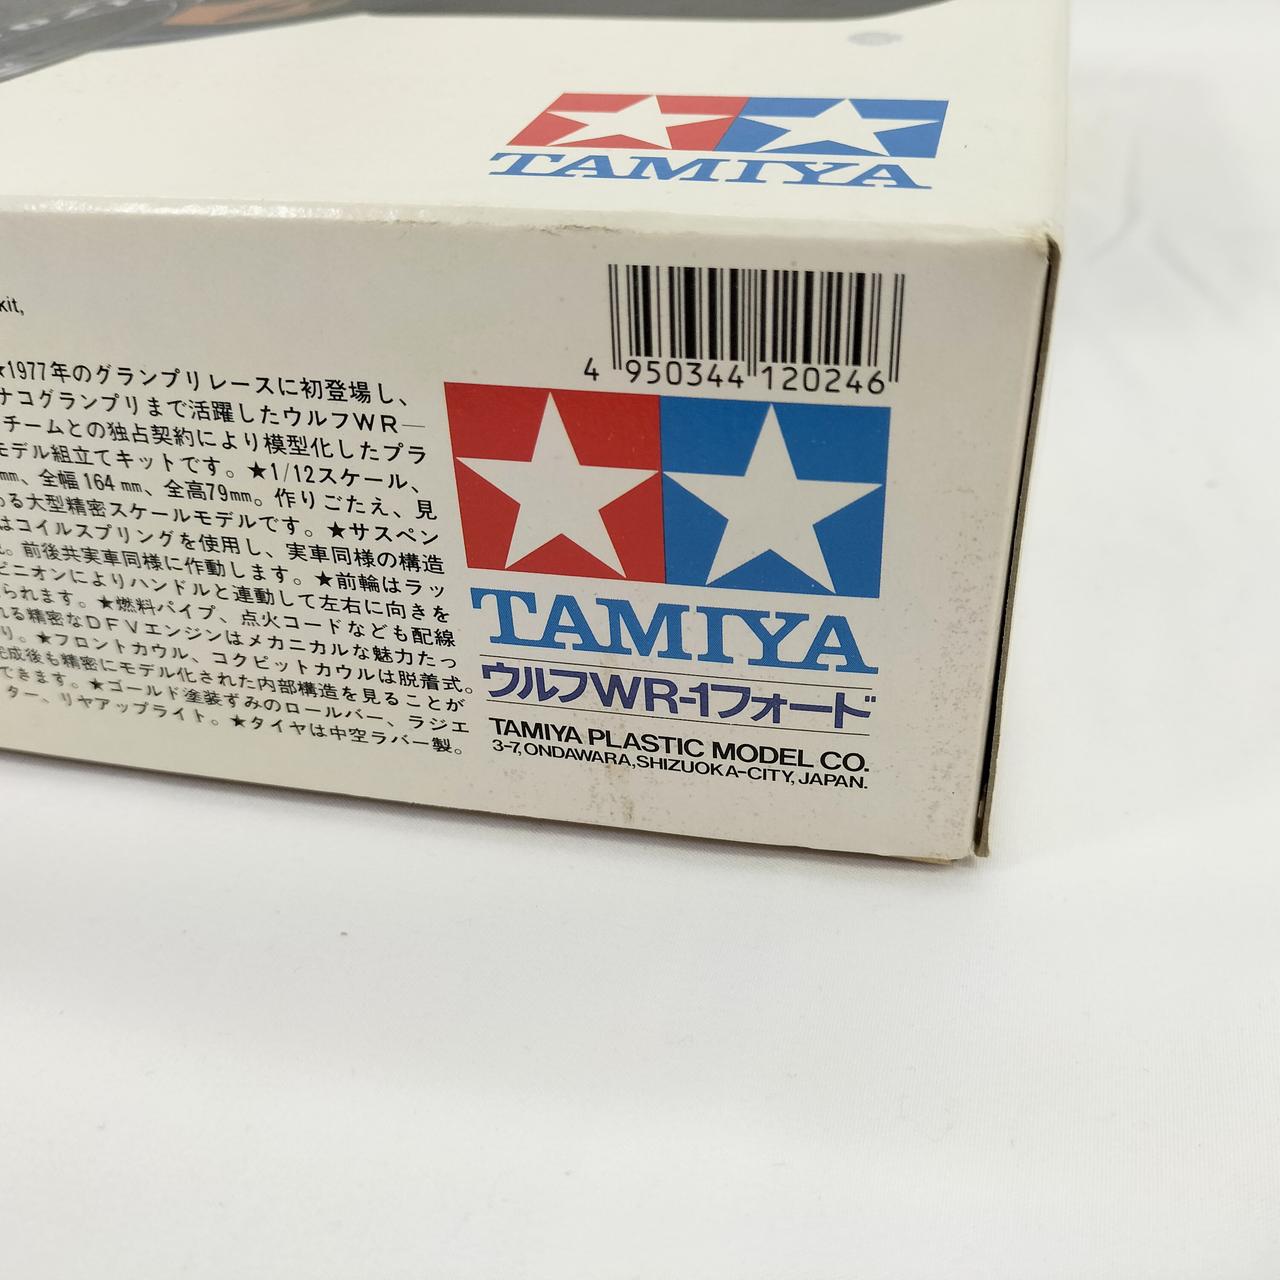 TAMIYA
kit,
4 950344 120246
★1977年のグランプリレースに初登場し、
ナコグランプリまで活躍したウルフWR—
チームとの独占契約により模型化したプラ
モデル組立てキットです。★1/12スケール、
mm、全幅164mm、全高79mm。作りごたえ、見
ある大型精密スケールモデルです。★サスペン
はコイルスプリングを使用し、実車同様の構造
。前後共実車同様に作動します。★前輪はラッ
ピニオンによりハンドルと連動して左右に向きを
られます。★燃料パイプ、点火コードなども配線
る精密なDFVエンジンはメカニカルな魅力たっ
り。★フロントカウル、コクピットカウルは脱着式。
完成後も精密にモデル化された内部構造を見ることが
できます。★ゴールド塗装ずみのロールバー、ラジエ
ター、リヤアップライト。★タイヤは中空ラバー製。
TAMIYA
ウルフWR-1フォード
TAMIYA PLASTIC MODEL CO.
3-7, ONDAWARA, SHIZUOKA-CITY, JAPAN.